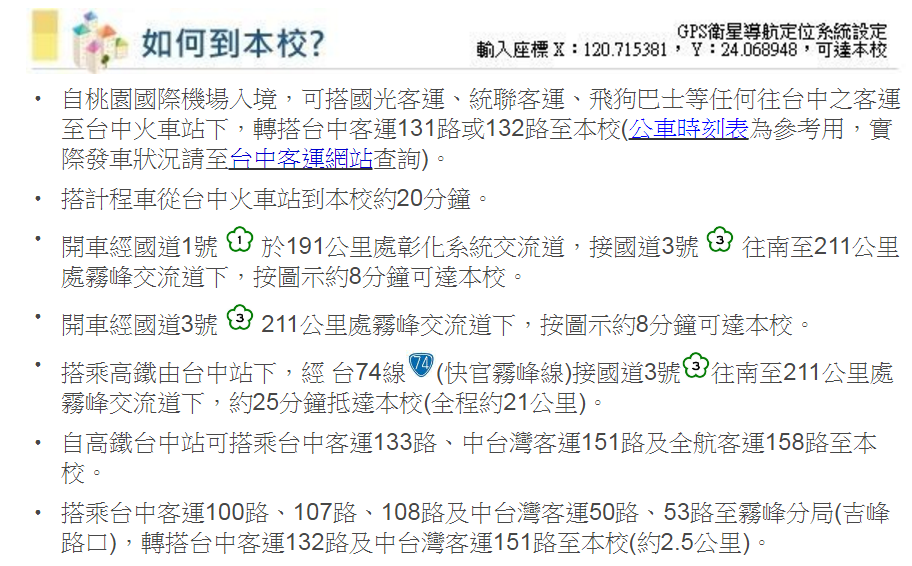 如何到本校?
GPS衛星導航定位系統設定
輸入座標 X：120.715381， Y：24.068948，可達本校
• 自桃園國際機場入境，可搭國光客運、統聯客運、飛狗巴士等任何往台中之客運
至台中火車站下，轉搭台中客運131路或132路至本校(公車時刻表為參考用，實
際發車狀況請至台中客運網站查詢)。
• 搭計程車從台中火車站到本校約20分鐘。
• 開車經國道1號 1 於191公里處彰化系統交流道，接國道3號 3 往南至211公里
處霧峰交流道下，按圖示約8分鐘可達本校。
• 開車經國道3號 3 211公里處霧峰交流道下，按圖示約8分鐘可達本校。
• 搭乘高鐵由台中站下，經 台74線 74 (快官霧峰線)接國道3號 3 往南至211公里處
霧峰交流道下，約25分鐘抵達本校(全程約21公里)。
• 自高鐵台中站可搭乘台中客運133路、中台灣客運151路及全航客運158路至本
校。
• 搭乘台中客運100路、107路、108路及中台灣客運50路、53路至霧峰分局(吉峰
路口)，轉搭台中客運132路及中台灣客運151路至本校(約2.5公里)。